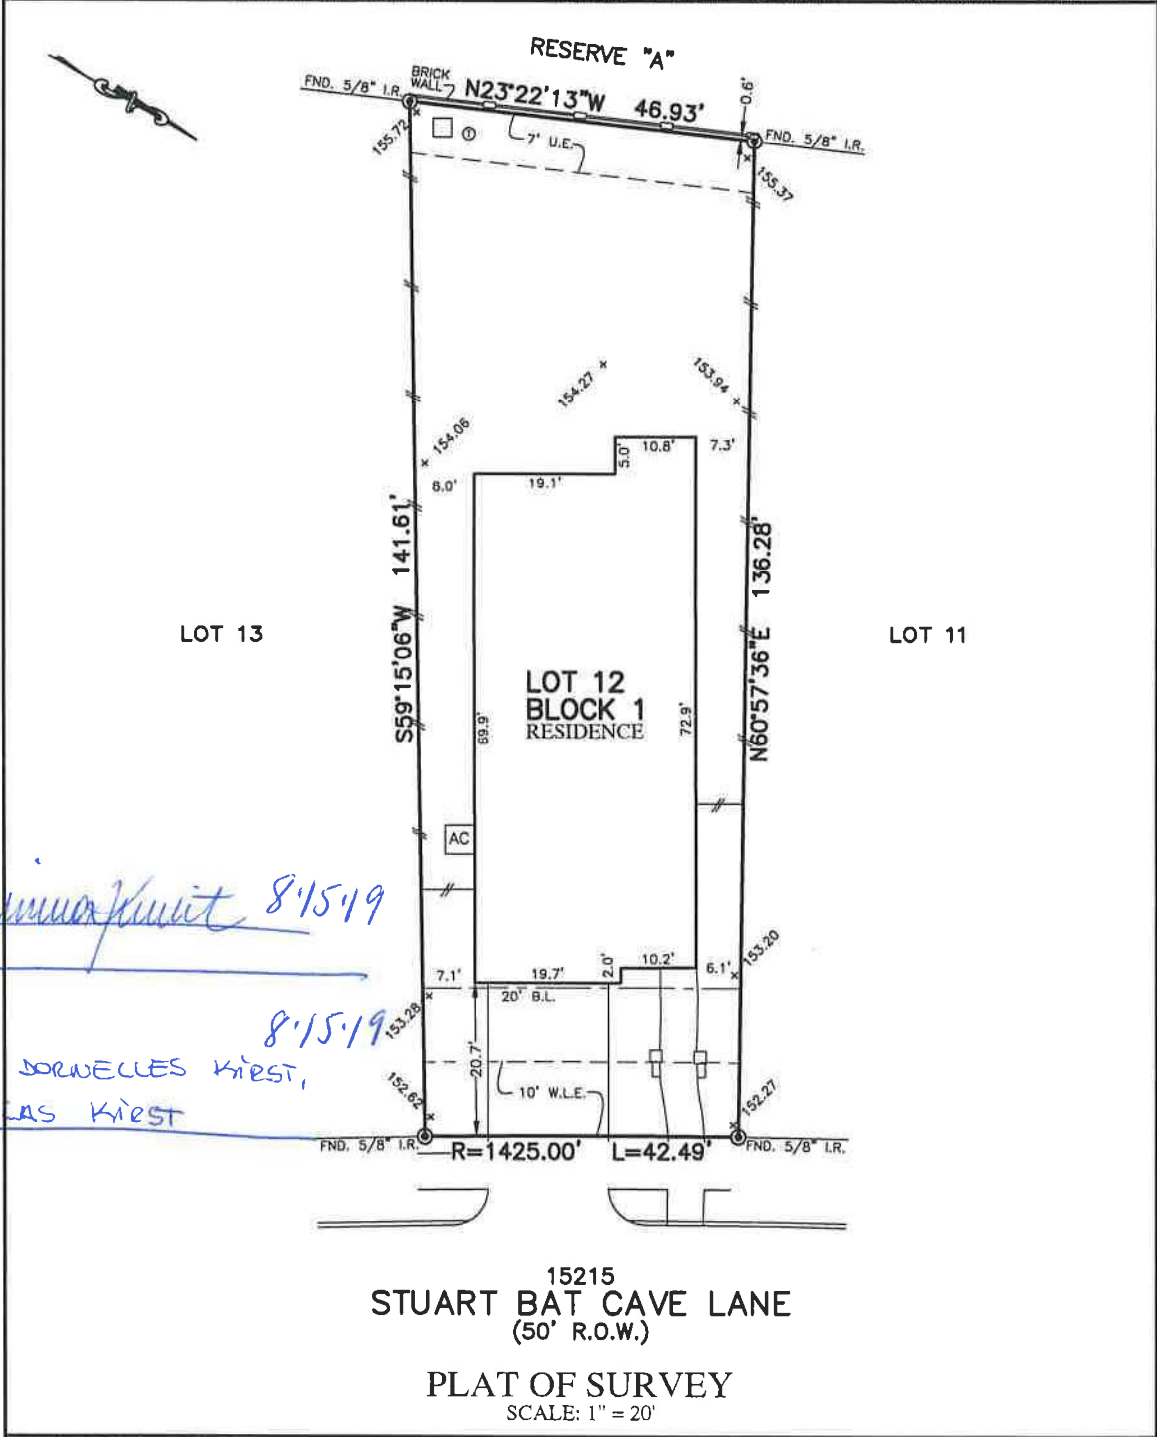 RESERVE "A"
FND. 5/8" I.R.
BRICK
WALL
N23°22'13"W 46.93'
0.6'
FND. 5/8" I.R.
155.72
T
7' U.E.
155.37
154.27
153.94
154.06
5.0'
10.8'
7.3'
8.0'
19.1'
S59°15'06"W 141.61'
N60°57'36"E 136.28'
LOT 13
LOT 11
LOT 12
BLOCK 1
RESIDENCE
69.9'
72.9'
AC
8·15·19
153.20
7.1'
19.7'
2.0'
10.2'
6.1'
20' B.L.
153.28
8·15·19
20.7'
DORNELLES KIRST,
10' W.L.E.
152.62
152.27
LAS KIRST
FND. 5/8" I.R.
R=1425.00' L=42.49'
FND. 5/8" I.R.
15215
STUART BAT CAVE LANE
(50' R.O.W.)
PLAT OF SURVEY
SCALE: 1" = 20'